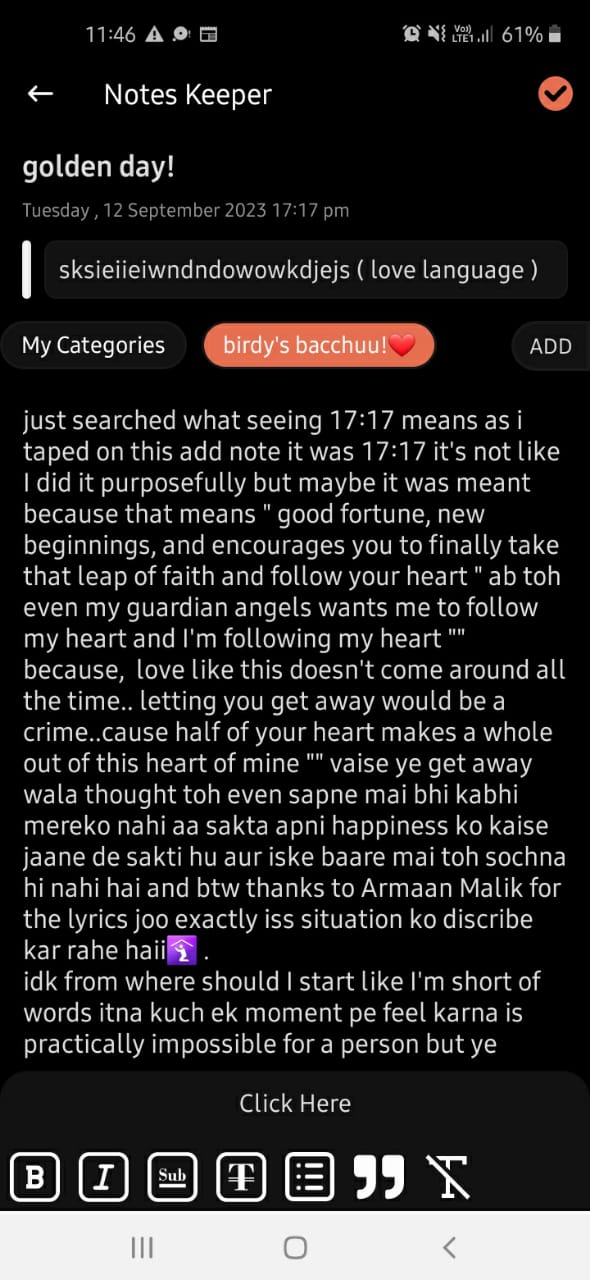 11:46 61%
Notes Keeper
golden day!
Tuesday , 12 September 2023 17:17 pm
sksieiieiwndndowowkdjejs ( love language )
My Categories birdy's bacchuu!❤️ ADD
just searched what seeing 17:17 means as i
taped on this add note it was 17:17 it's not like
I did it purposefully but maybe it was meant
because that means " good fortune, new
beginnings, and encourages you to finally take
that leap of faith and follow your heart " ab toh
even my guardian angels wants me to follow
my heart and I'm following my heart ""
because,  love like this doesn't come around all
the time.. letting you get away would be a
crime..cause half of your heart makes a whole
out of this heart of mine "" vaise ye get away
wala thought toh even sapne mai bhi kabhi
mereko nahi aa sakta apni happiness ko kaise
jaane de sakti hu aur iske baare mai toh sochna
hi nahi hai and btw thanks to Armaan Malik for
the lyrics joo exactly iss situation ko discribe
kar rahe haii🛐 .
idk from where should I start like I'm short of
words itna kuch ek moment pe feel karna is
practically impossible for a person but ye
Click Here
B I Sub T